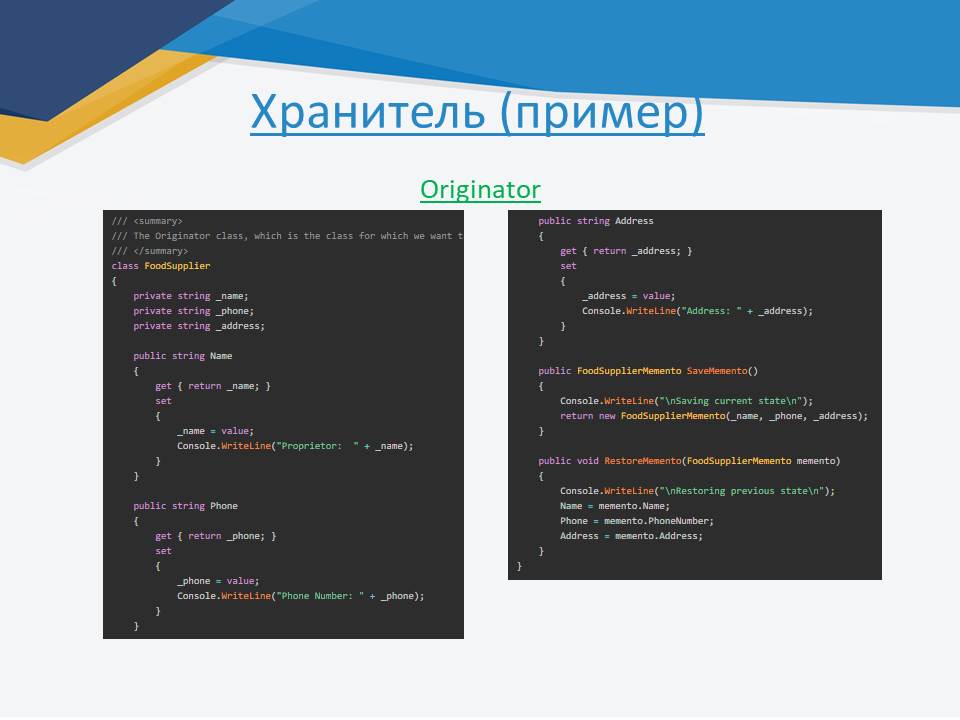 Хранитель (пример)
Originator
/// <summary>
/// The Originator class, which is the class for which we want t
/// </summary>
class FoodSupplier
{
    private string _name;
    private string _phone;
    private string _address;

    public string Name
    {
        get { return _name; }
        set
        {
            _name = value;
            Console.WriteLine("Proprietor:  " + _name);
        }
    }

    public string Phone
    {
        get { return _phone; }
        set
        {
            _phone = value;
            Console.WriteLine("Phone Number: " + _phone);
        }
    }
    public string Address
    {
        get { return _address; }
        set
        {
            _address = value;
            Console.WriteLine("Address: " + _address);
        }
    }

    public FoodSupplierMemento SaveMemento()
    {
        Console.WriteLine("\nSaving current state\n");
        return new FoodSupplierMemento(_name, _phone, _address);
    }

    public void RestoreMemento(FoodSupplierMemento memento)
    {
        Console.WriteLine("\nRestoring previous state\n");
        Name = memento.Name;
        Phone = memento.PhoneNumber;
        Address = memento.Address;
    }
}